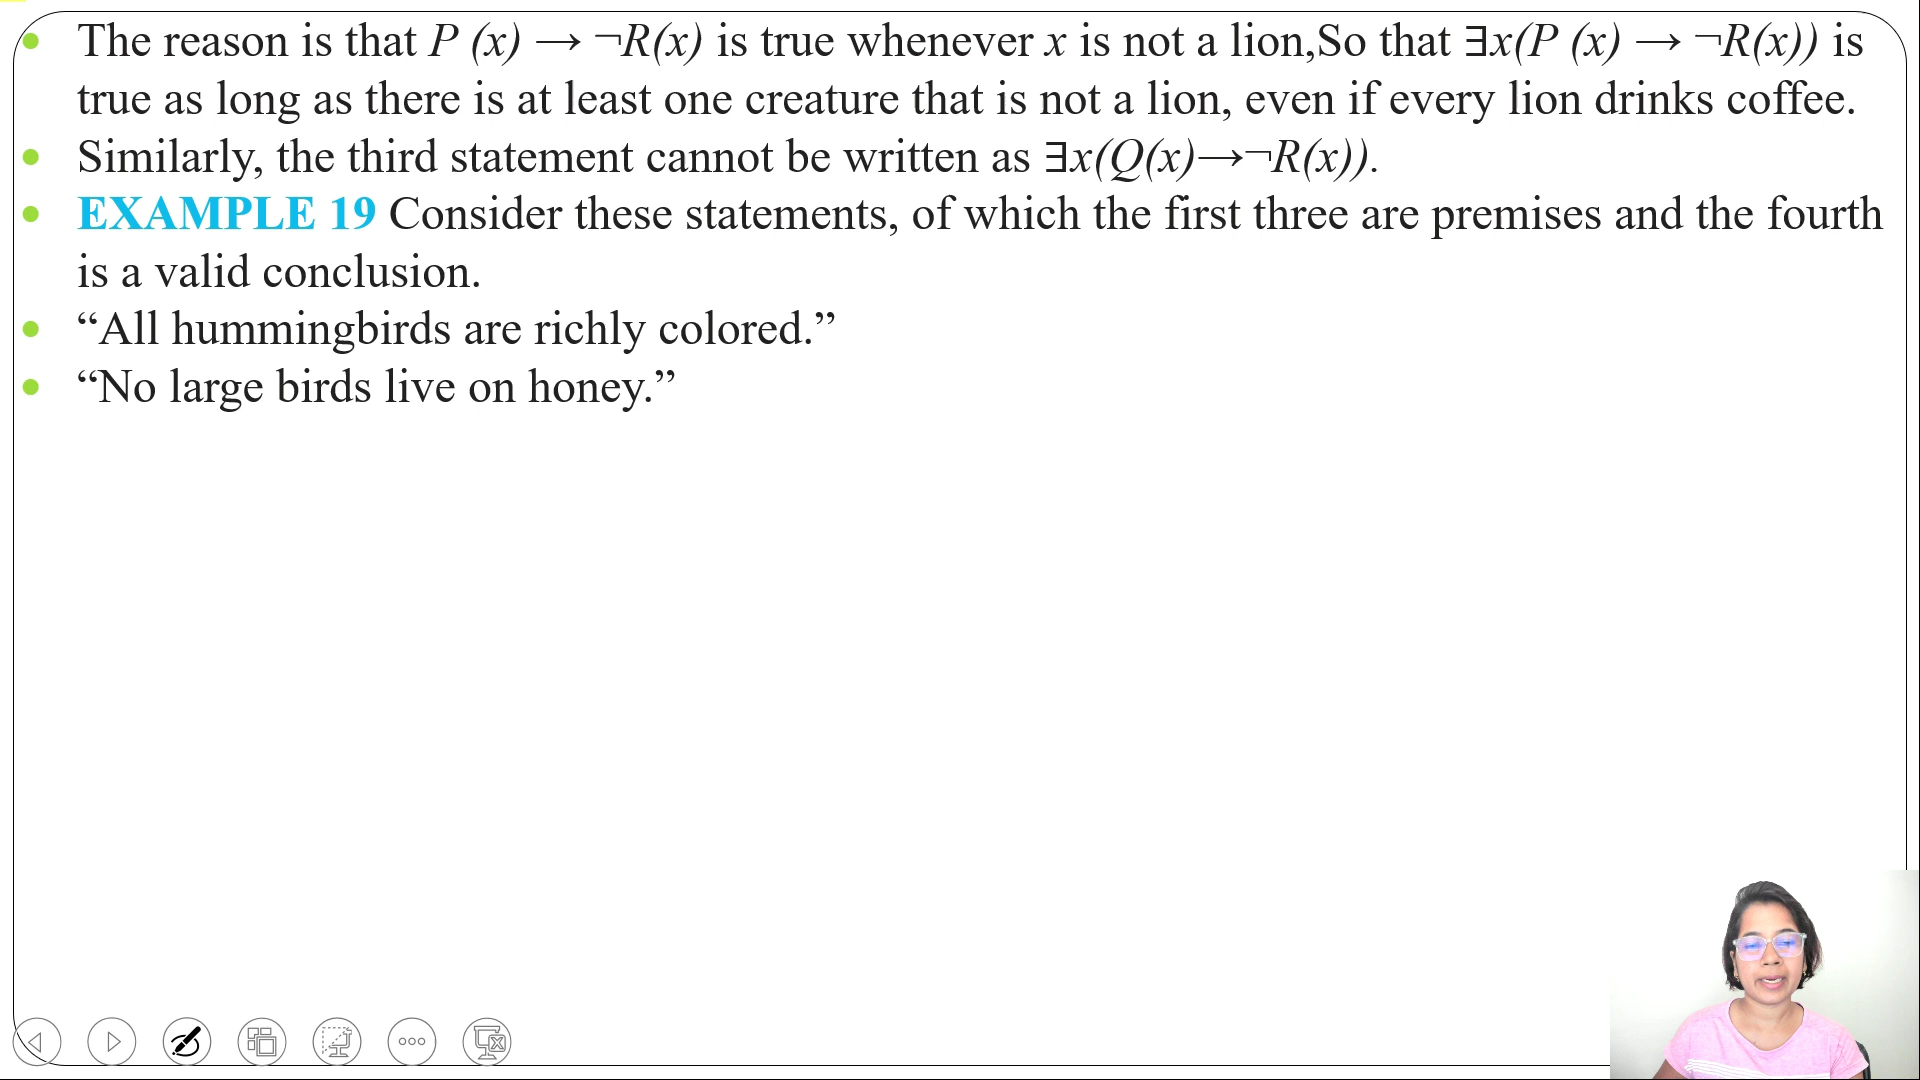 The reason is that P (x) → ¬R(x) is true whenever x is not a lion,So that ∃x(P (x) → ¬R(x)) is
true as long as there is at least one creature that is not a lion, even if every lion drinks coffee.
Similarly, the third statement cannot be written as ∃x(Q(x)→¬R(x)).
EXAMPLE 19 Consider these statements, of which the first three are premises and the fourth
is a valid conclusion.
“All hummingbirds are richly colored.”
“No large birds live on honey.”